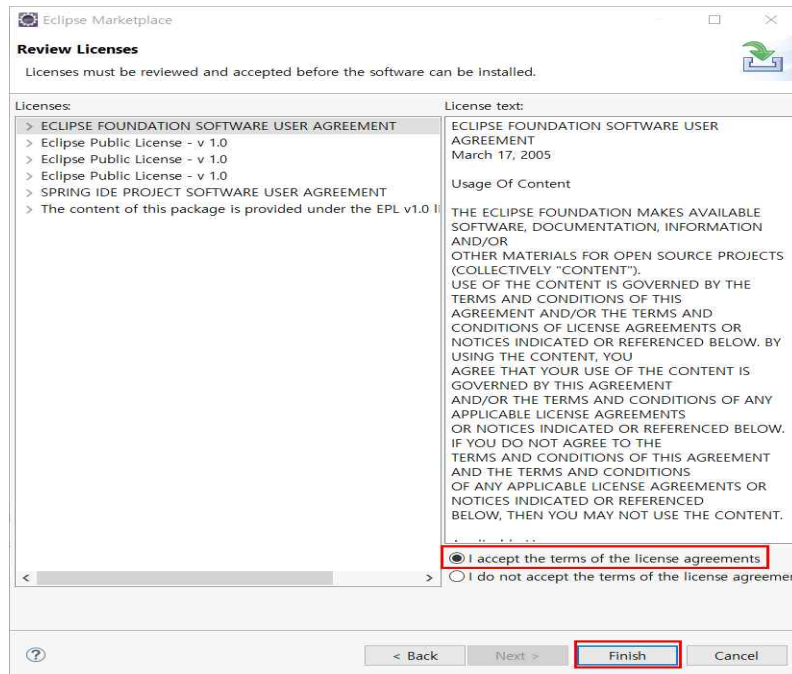 Eclipse Marketplace
Review Licenses
Licenses must be reviewed and accepted before the software can be installed.
Licenses:
> ECLIPSE FOUNDATION SOFTWARE USER AGREEMENT
> Eclipse Public License - v 1.0
> Eclipse Public License - v 1.0
> Eclipse Public License - v 1.0
> SPRING IDE PROJECT SOFTWARE USER AGREEMENT
> The content of this package is provided under the EPL v1.0 li
License text:
ECLIPSE FOUNDATION SOFTWARE USER
AGREEMENT
March 17, 2005
Usage Of Content
THE ECLIPSE FOUNDATION MAKES AVAILABLE
SOFTWARE, DOCUMENTATION, INFORMATION
AND/OR
OTHER MATERIALS FOR OPEN SOURCE PROJECTS
(COLLECTIVELY "CONTENT").
USE OF THE CONTENT IS GOVERNED BY THE
TERMS AND CONDITIONS OF THIS
AGREEMENT AND/OR THE TERMS AND
CONDITIONS OF LICENSE AGREEMENTS OR
NOTICES INDICATED OR REFERENCED BELOW. BY
USING THE CONTENT, YOU
AGREE THAT YOUR USE OF THE CONTENT IS
GOVERNED BY THIS AGREEMENT
AND/OR THE TERMS AND CONDITIONS OF ANY
APPLICABLE LICENSE AGREEMENTS
OR NOTICES INDICATED OR REFERENCED BELOW.
IF YOU DO NOT AGREE TO THE
TERMS AND CONDITIONS OF THIS AGREEMENT
AND THE TERMS AND CONDITIONS
OF ANY APPLICABLE LICENSE AGREEMENTS OR
NOTICES INDICATED OR REFERENCED
BELOW, THEN YOU MAY NOT USE THE CONTENT.
I accept the terms of the license agreements
I do not accept the terms of the license agreemen
< Back
Next >
Finish
Cancel